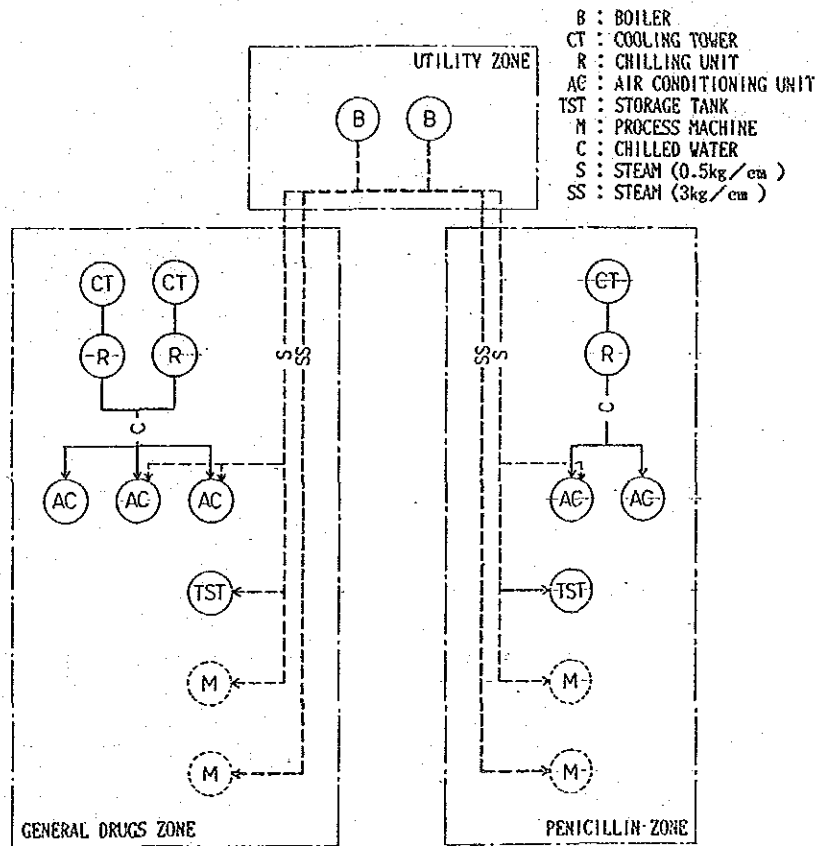 B : BOILER
CT : COOLING TOWER
R : CHILLING UNIT
AC : AIR CONDITIONING UNIT
TST : STORAGE TANK
M : PROCESS MACHINE
C : CHILLED WATER
S : STEAM (0.5kg/cm )
SS : STEAM (3kg/cm )
UTILITY ZONE
B B
CT CT
R R
S SS
C
AC AC AC
TST
M
M
GENERAL DRUGS ZONE
CT
R
SS S
C
AC AC
TST
M
M
PENICILLIN ZONE